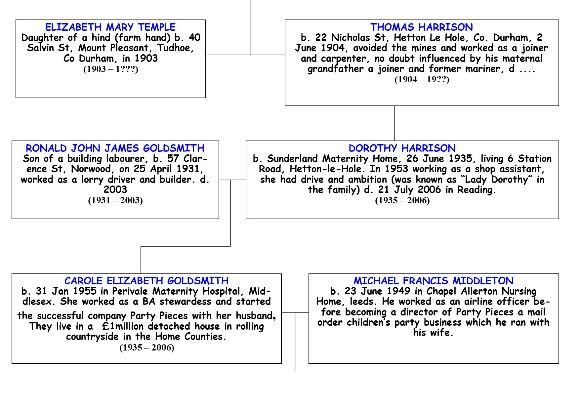 ELIZABETH MARY TEMPLE
Daughter of a hind (farm hand) b. 40
Salvin St, Mount Pleasant, Tudhoe,
Co Durham, in 1903
(1903 – 1???)
THOMAS HARRISON
b. 22 Nicholas St, Hetton Le Hole, Co. Durham, 2
June 1904, avoided the mines and worked as a joiner
and carpenter, no doubt influenced by his maternal
grandfather a joiner and former mariner, d ....
(1904 – 19??)
RONALD JOHN JAMES GOLDSMITH
Son of a building labourer, b. 57 Clar-
ence St, Norwood, on 25 April 1931,
worked as a lorry driver and builder. d.
2003
(1931 – 2003)
DOROTHY HARRISON
b. Sunderland Maternity Home, 26 June 1935, living 6 Station
Road, Hetton-le-Hole. In 1953 working as a shop assistant,
she had drive and ambition (was known as “Lady Dorothy” in
the family) d. 21 July 2006 in Reading.
(1935 – 2006)
CAROLE ELIZABETH GOLDSMITH
b. 31 Jan 1955 in Perivale Maternity Hospital, Mid-
dlesex. She worked as a BA stewardess and started
the successful company Party Pieces with her husband.
They live in a £1million detached house in rolling
countryside in the Home Counties.
(1935 – 2006)
MICHAEL FRANCIS MIDDLETON
b. 23 June 1949 in Chapel Allerton Nursing
Home, leeds. He worked as an airline officer be-
fore becoming a director of Party Pieces a mail
order children’s party business which he ran with
his wife.